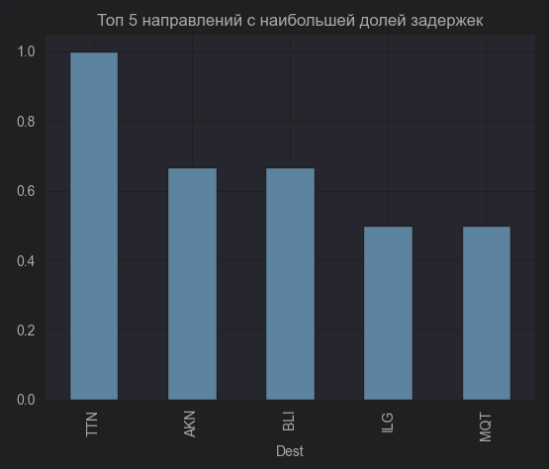 Топ 5 направлений с наибольшей долей задержек
1.0
0.8
0.6
0.4
0.2
0.0
TTN
AKN
BLI
ILG
MQT
Dest